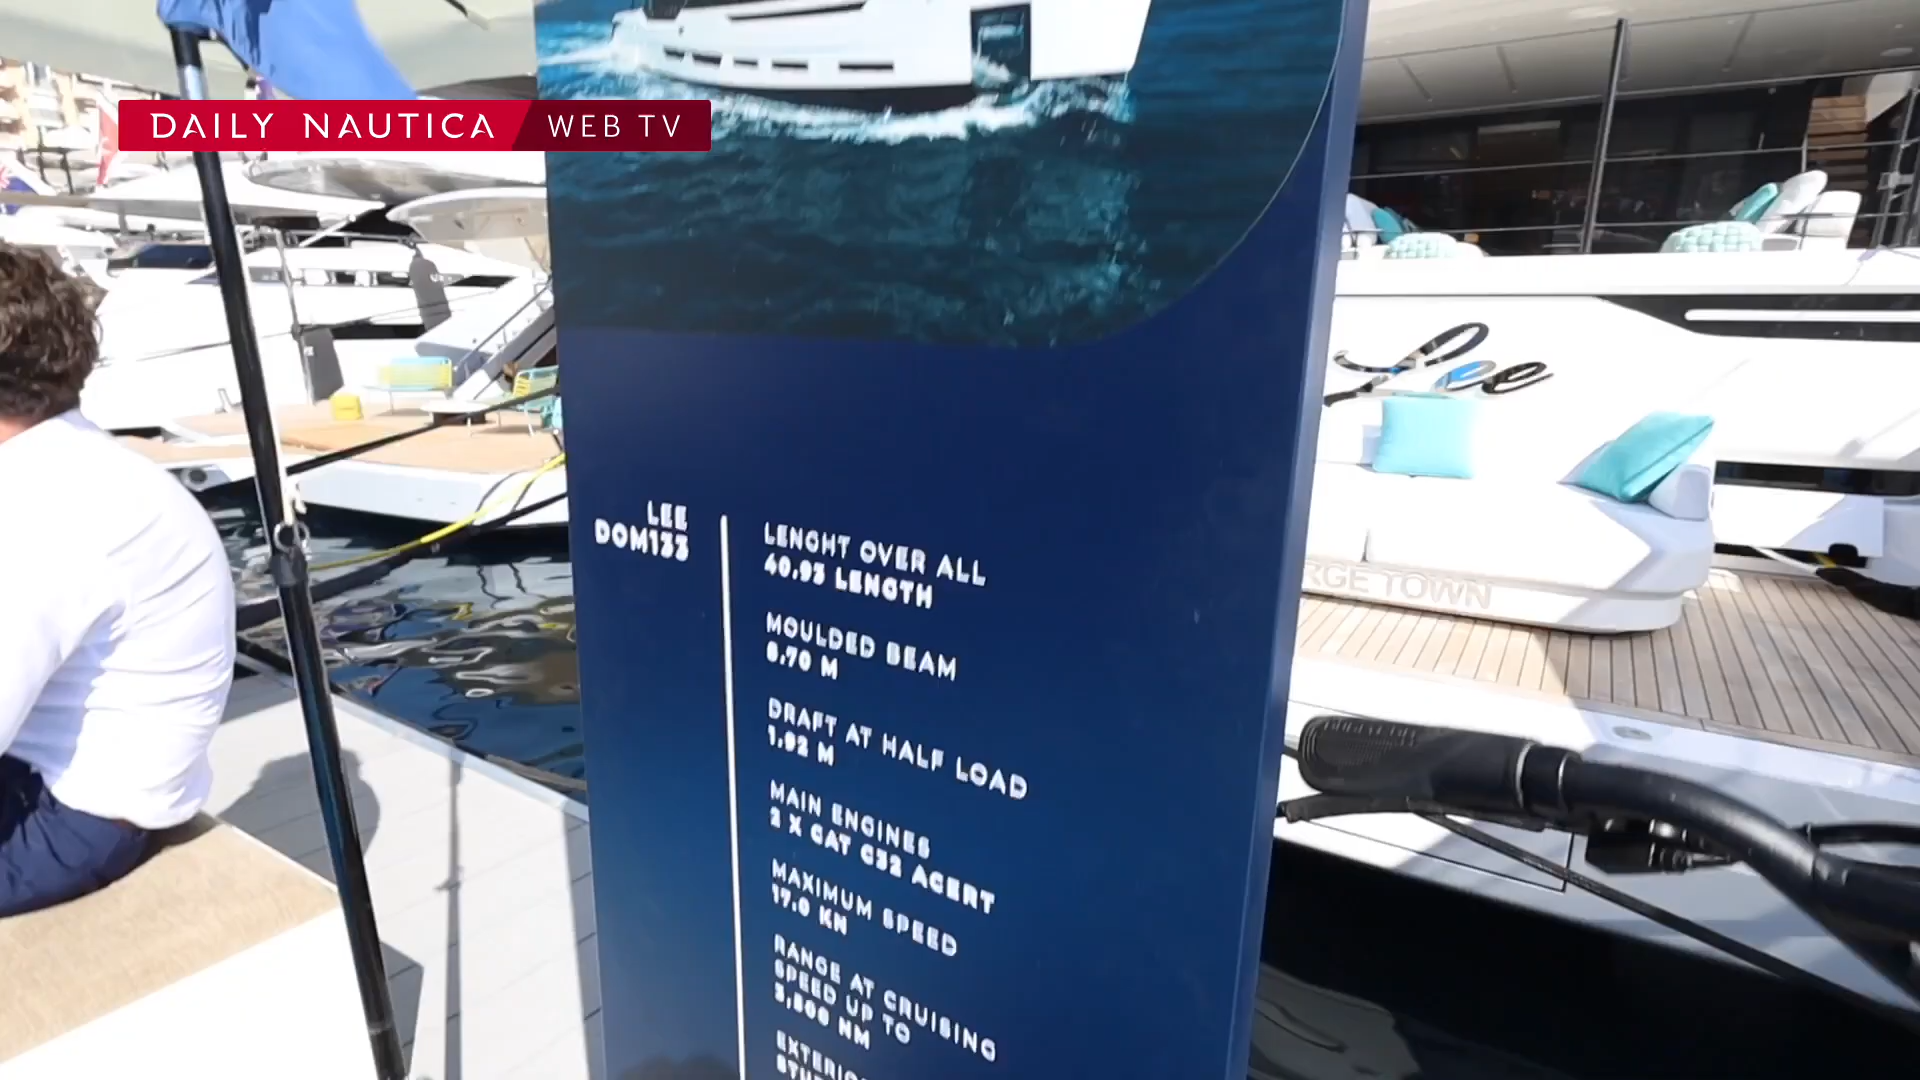 DAILY NAUTICA WEB TV
Lee
RGE TOWN
LEE
DOM133
LENGHT OVER ALL
40.93 LENGTH
MOULDED BEAM
8.70 M
DRAFT AT HALF LOAD
1.92 M
MAIN ENGINES
2 X CAT C32 ACERT
MAXIMUM SPEED
17.0 KN
RANGE AT CRUISING
SPEED UP TO
NM